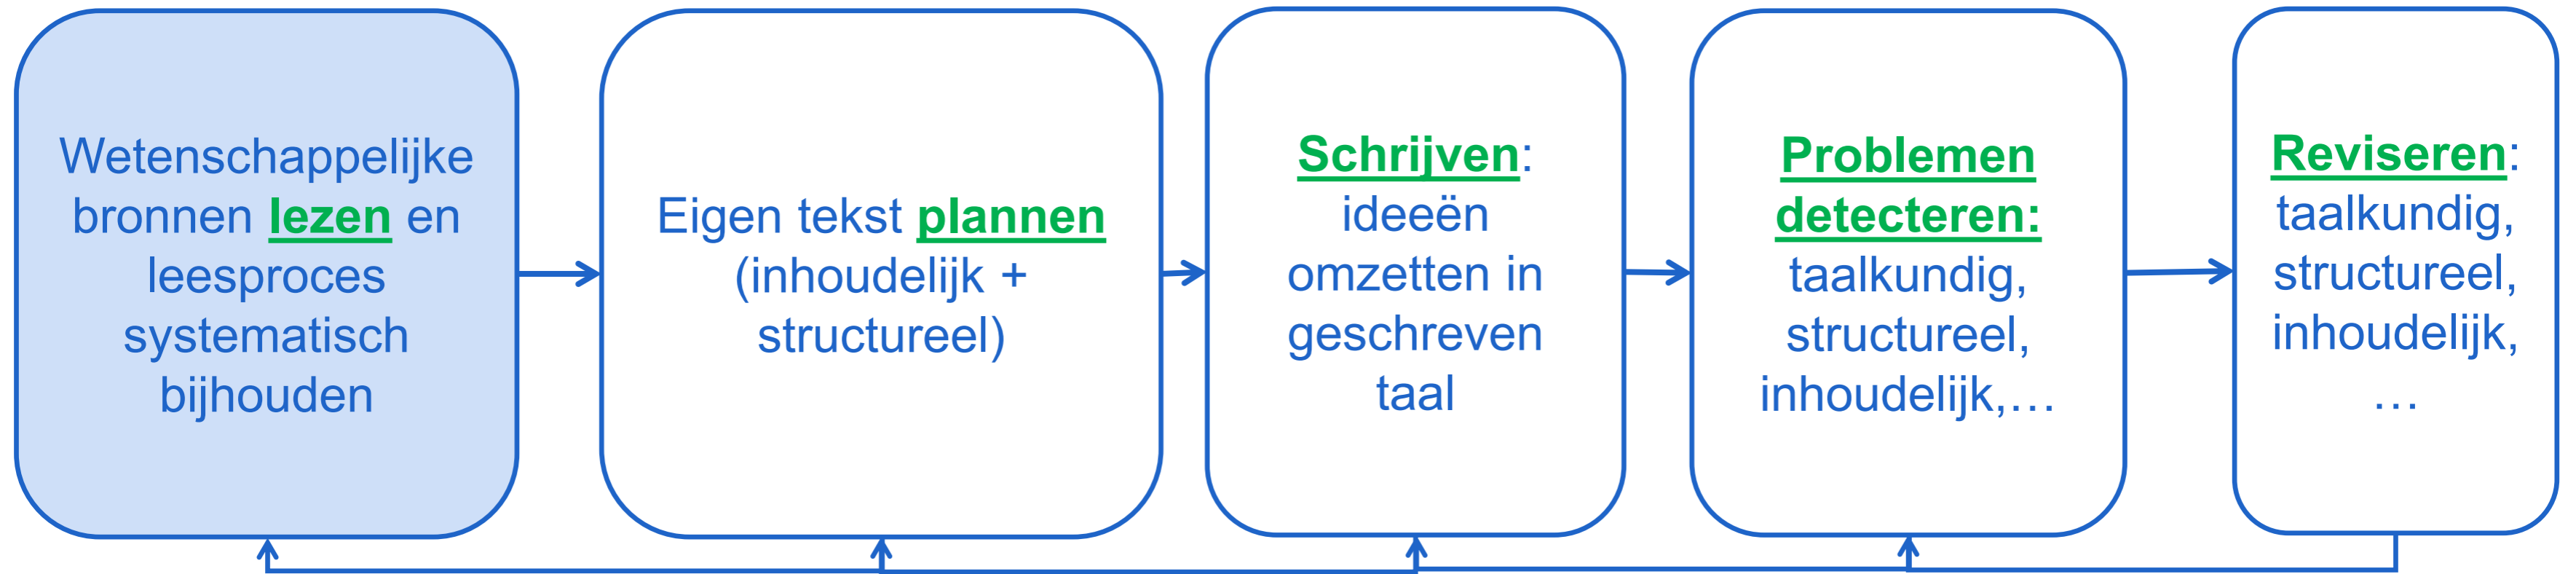 Wetenschappelijke
bronnen lezen en
leesproces
systematisch
bijhouden
Eigen tekst plannen
(inhoudelijk +
structureel)
Schrijven:
ideeën
omzetten in
geschreven
taal
Problemen
detecteren:
taalkundig,
structureel,
inhoudelijk,…
Reviseren:
taalkundig,
structureel,
inhoudelijk,
…